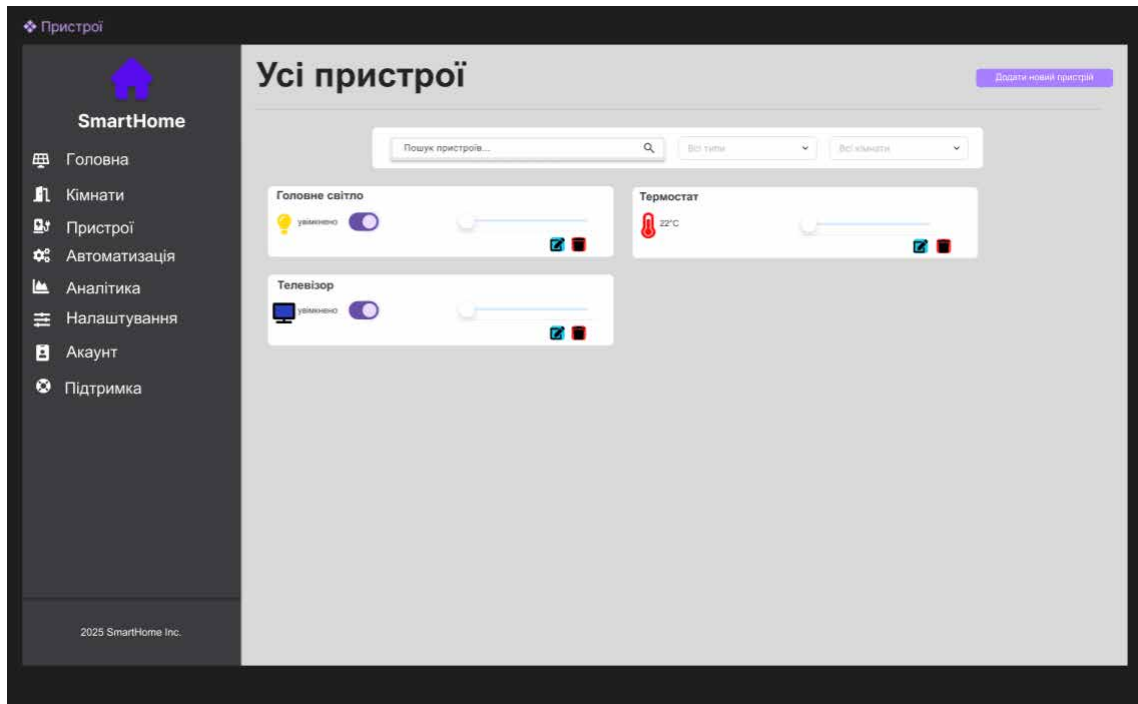 Пристрої
SmartHome
Головна
Кімнати
Пристрої
Автоматизація
Аналітика
Налаштування
Акаунт
Підтримка
2025 SmartHome Inc.
Усі пристрої
Додати новий пристрій
Пошук пристроїв...
Всі типи
Всі кімнати
Головне світло
увімкнено
Термостат
22°C
Телевізор
увімкнено